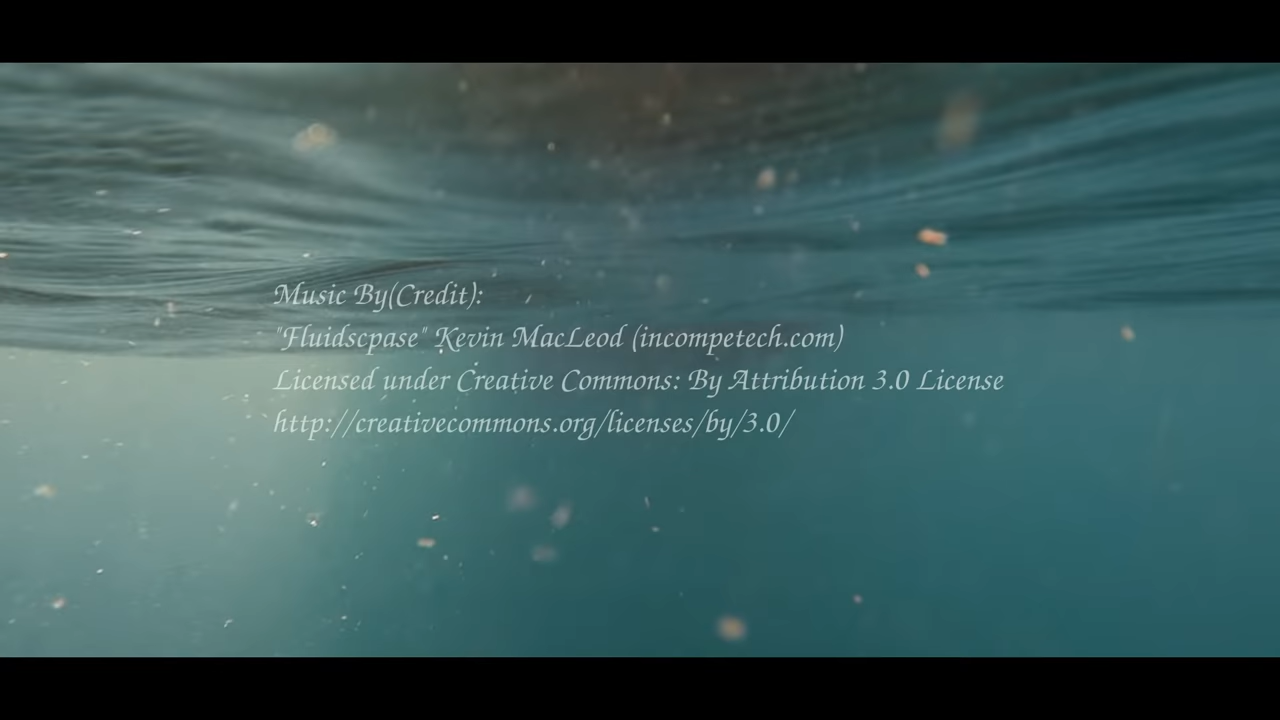 Music By(Credit):
"Fluidscpase" Kevin MacLeod (incompetech.com)
Licensed under Creative Commons: By Attribution 3.0 License
http://creativecommons.org/licenses/by/3.0/